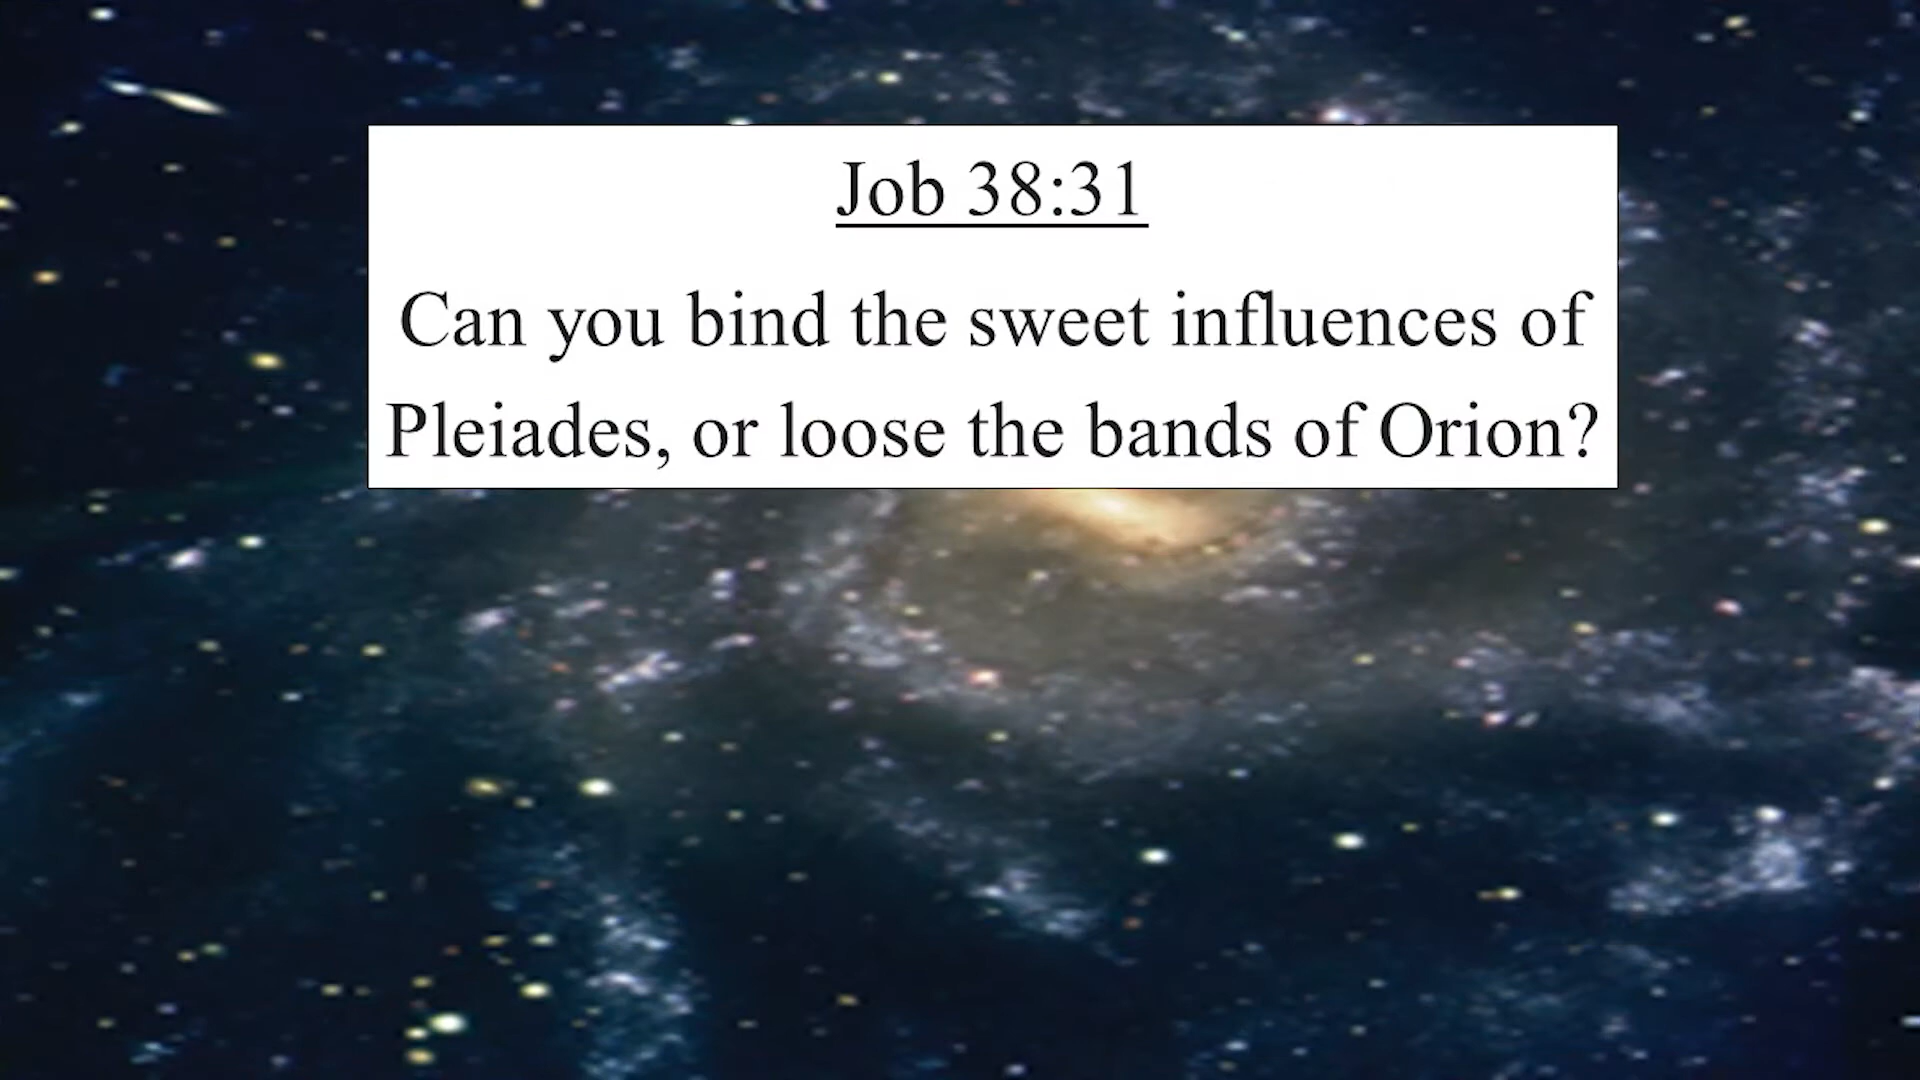 Job 38:31
Can you bind the sweet influences of
Pleiades, or loose the bands of Orion?